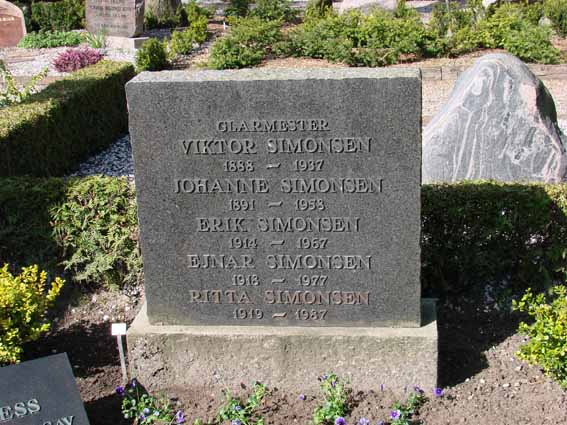 GLARMESTER
VIKTOR SIMONSEN
1888 ~ 1937
JOHANNE SIMONSEN
1891 ~ 1953
ERIK SIMONSEN
1914 ~ 1967
EJNAR SIMONSEN
1913 ~ 1977
RITTA SIMONSEN
1919 ~ 1987
ESS